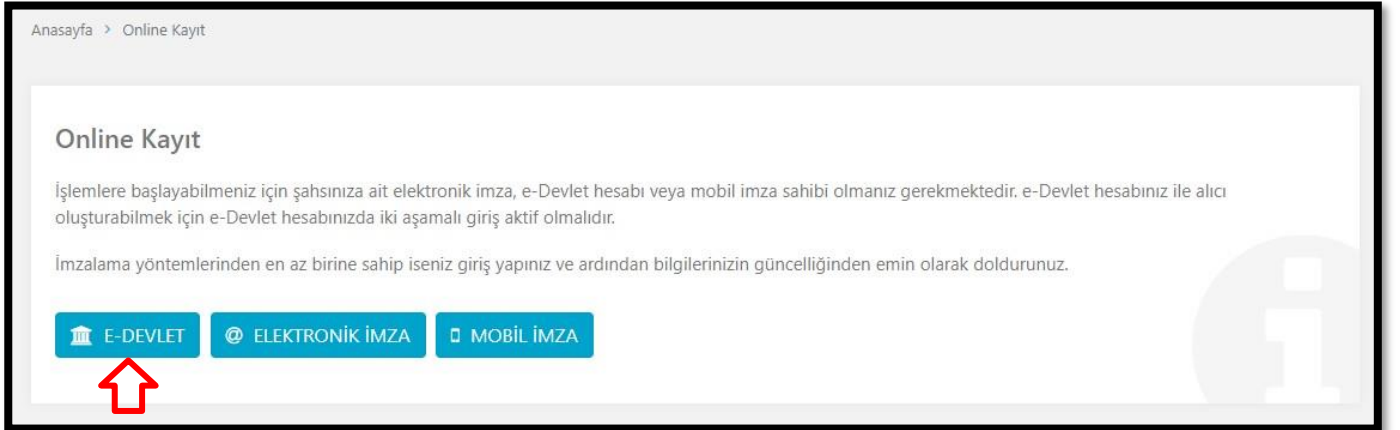 Anasayfa > Online Kayıt
Online Kayıt
İşlemlere başlayabilmeniz için şahsınıza ait elektronik imza, e-Devlet hesabı veya mobil imza sahibi olmanız gerekmektedir. e-Devlet hesabınız ile alıcı
oluşturabilmek için e-Devlet hesabınızda iki aşamalı giriş aktif olmalıdır.
İmzalama yöntemlerinden en az birine sahip iseniz giriş yapınız ve ardından bilgilerinizin güncelliğinden emin olarak doldurunuz.
E-DEVLET @ ELEKTRONİK İMZA MOBİL İMZA